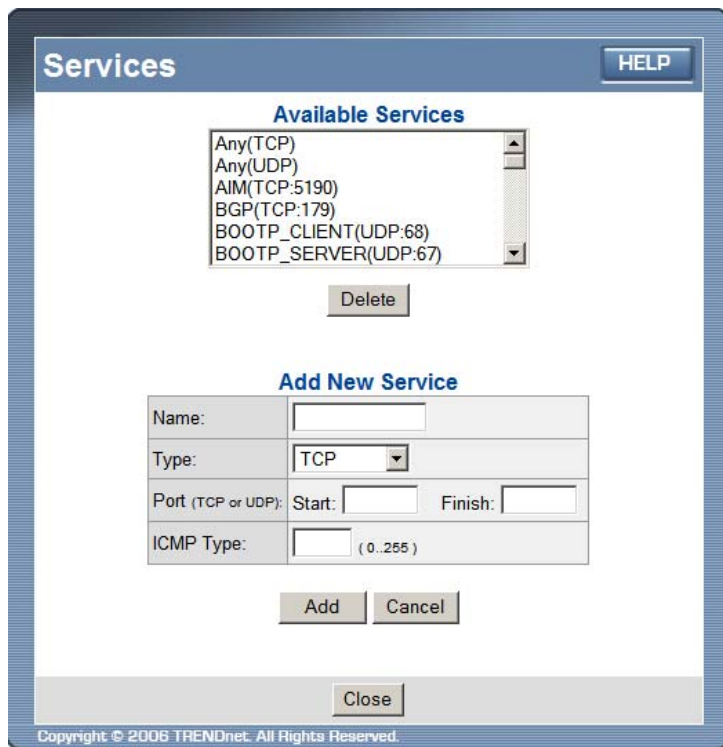 Services
HELP
Available Services
Any(TCP)
Any(UDP)
AIM(TCP:5190)
BGP(TCP:179)
BOOTP_CLIENT(UDP:68)
BOOTP_SERVER(UDP:67)
Delete
Add New Service
Name:
Type: TCP
Port (TCP or UDP): Start: Finish:
ICMP Type: ( 0..255 )
Add Cancel
Close
Copyright © 2006 TRENDnet. All Rights Reserved.